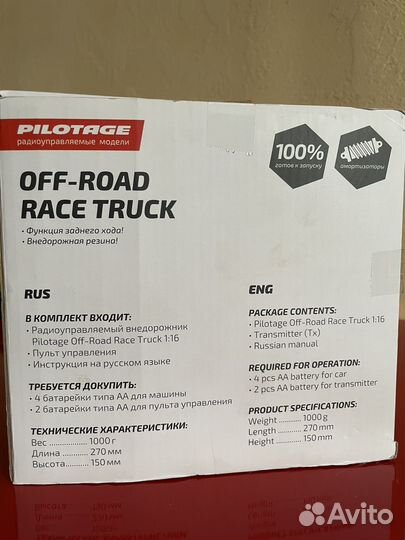 PILOTAGE
радиоуправляемые модели
100%
готов к запуску
амортизаторы
OFF-ROAD
RACE TRUCK
• Функция заднего хода!
• Внедорожная резина!
RUS
В КОМПЛЕКТ ВХОДИТ:
• Радиоуправляемый внедорожник
Pilotage Off-Road Race Truck 1:16
• Пульт управления
• Инструкция на русском языке
ТРЕБУЕТСЯ ДОКУПИТЬ:
• 4 батарейки типа АА для машины
• 2 батарейки типа АА для пульта управления
ТЕХНИЧЕСКИЕ ХАРАКТЕРИСТИКИ:
Вес ................ 1000 г
Длина ............ 270 мм
Высота........... 150 мм
ENG
PACKAGE CONTENTS:
• Pilotage Off-Road Race Truck 1:16
• Transmitter (Tx)
• Russian manual
REQUIRED FOR OPERATION:
• 4 pcs AA battery for car
• 2 pcs AA battery for transmitter
PRODUCT SPECIFICATIONS:
Weight ........ 1000 g
Length ......... 270 mm
Height .......... 150 mm
Avito